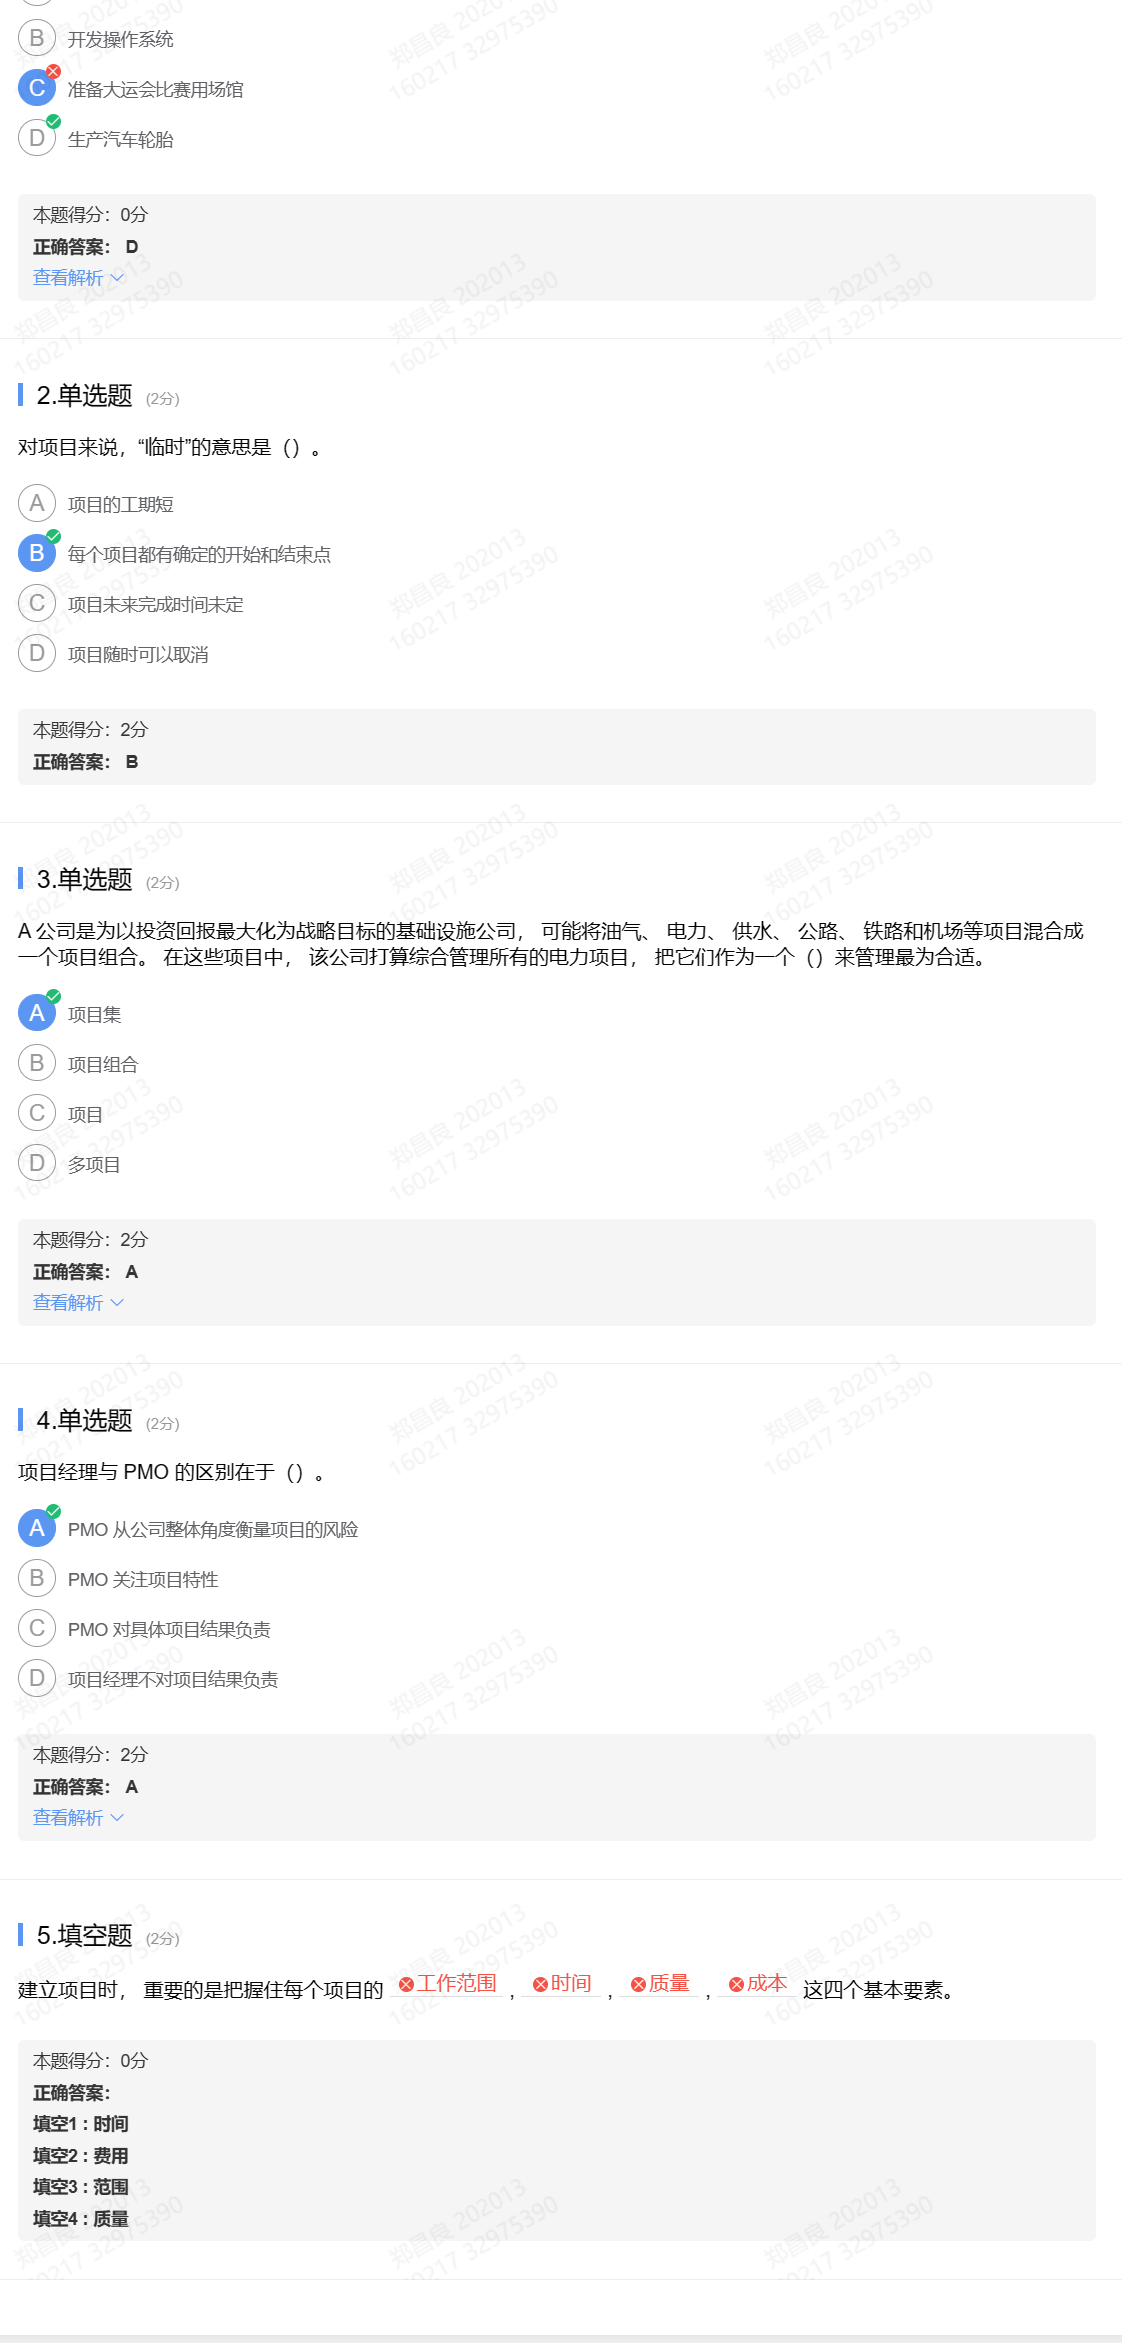 B 开发操作系统
C 准备大运会比赛用场馆
D 生产汽车轮胎
本题得分：0分
正确答案： D
查看解析
2.单选题 (2分)
对项目来说，“临时”的意思是（）。
A 项目的工期短
B 每个项目都有确定的开始和结束点
C 项目未来完成时间未定
D 项目随时可以取消
本题得分：2分
正确答案： B
3.单选题 (2分)
A 公司是为以投资回报最大化为战略目标的基础设施公司， 可能将油气、 电力、 供水、 公路、 铁路和机场等项目混合成
一个项目组合。 在这些项目中， 该公司打算综合管理所有的电力项目， 把它们作为一个（）来管理最为合适。
A 项目集
B 项目组合
C 项目
D 多项目
本题得分：2分
正确答案： A
查看解析
4.单选题 (2分)
项目经理与 PMO 的区别在于（）。
A PMO 从公司整体角度衡量项目的风险
B PMO 关注项目特性
C PMO 对具体项目结果负责
D 项目经理不对项目结果负责
本题得分：2分
正确答案： A
查看解析
5.填空题 (2分)
建立项目时， 重要的是把握住每个项目的 工作范围 , 时间 , 质量 , 成本 这四个基本要素。
本题得分：0分
正确答案：
填空1 : 时间
填空2 : 费用
填空3 : 范围
填空4 : 质量
郑昌良 202013
160217 32975390